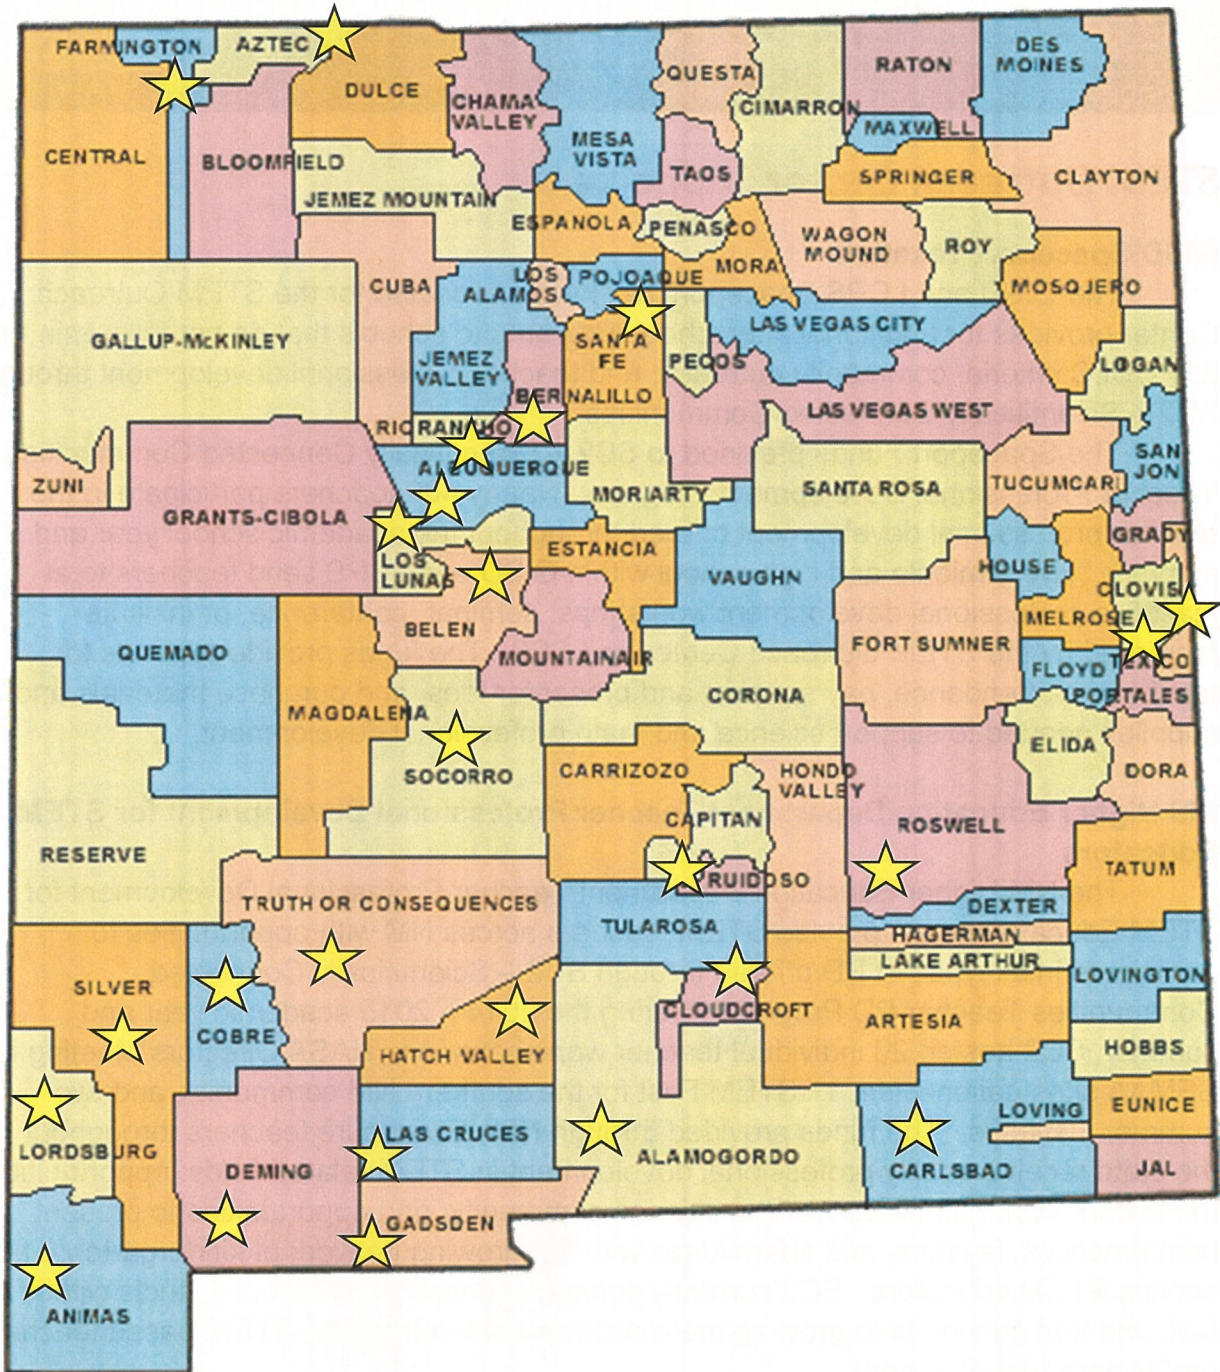 FARMINGTON
AZTEC
DULCE
CHAMA
VALLEY
MESA
VISTA
QUESTA
CIMARRON
RATON
DES
MOINES
MAXWELL
CENTRAL
BLOOMFIELD
JEMEZ MOUNTAIN
TAOS
SPRINGER
CLAYTON
ESPANOLA
PENASCO
WAGON
MOUND
ROY
CUBA
LOS
ALAMOS
POJOAQUE
MORA
MOSQJERO
GALLUP-McKINLEY
JEMEZ
VALLEY
SANTA
FE
PECOS
LAS VEGAS CITY
LOGAN
BERNALILLO
RIO RANCHO
LAS VEGAS WEST
ZUNI
GRANTS-CIBOLA
ALBUQUERQUE
MORIARTY
SANTA ROSA
TUCUMCARI
SAN
JON
LOS
LUNAS
ESTANCIA
VAUGHN
HOUSE
GRADY
CLOVIS
QUEMADO
BELEN
MOUNTAINAIR
FORT SUMNER
MELROSE
FLOYD
TEXICO
PORTALES
MAGDALENA
CORONA
SOCORRO
CARRIZOZO
HONDO
VALLEY
ELIDA
DORA
RESERVE
CAPITAN
ROSWELL
TATUM
TRUTH OR CONSEQUENCES
RUIDOSO
TULAROSA
DEXTER
HAGERMAN
LAKE ARTHUR
LOVINGTON
SILVER
COBRE
HATCH VALLEY
CLOUDCROFT
ARTESIA
HOBBS
LORDSBURG
DEMING
LAS CRUCES
ALAMOGORDO
CARLSBAD
LOVING
EUNICE
JAL
GADSDEN
ANIMAS